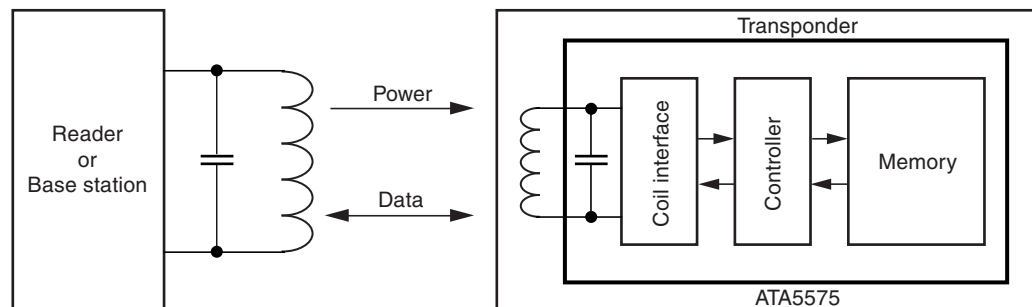 Reader
or
Base station
Power
Data
Transponder
Coil interface
Controller
Memory
ATA5575